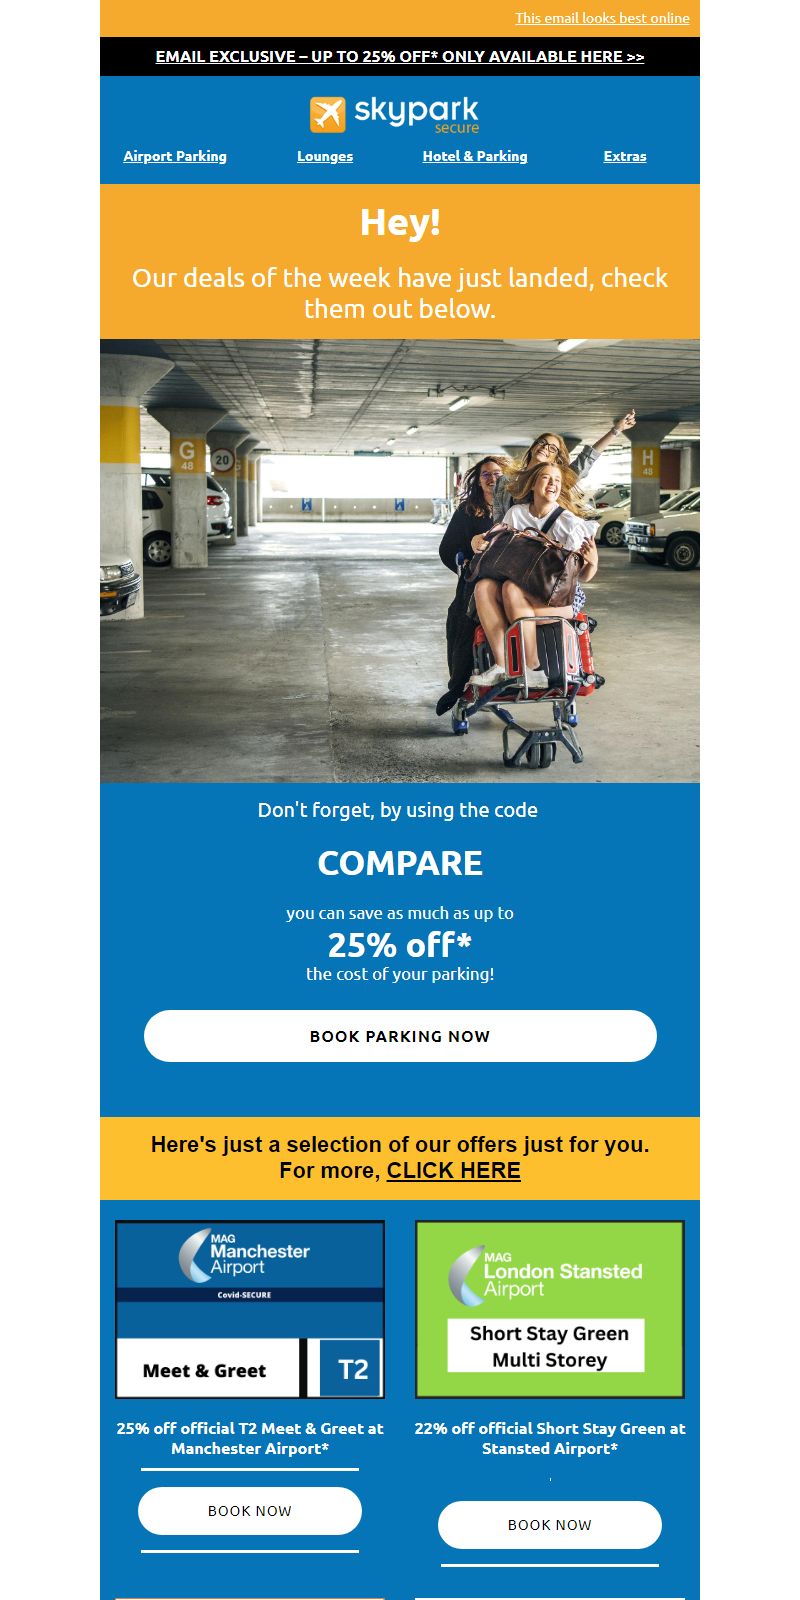 This email looks best online
EMAIL EXCLUSIVE – UP TO 25% OFF* ONLY AVAILABLE HERE >>
skypark
secure
Airport Parking Lounges Hotel & Parking Extras
Hey!
Our deals of the week have just landed, check
them out below.
G
48
20
H
48
Don't forget, by using the code
COMPARE
you can save as much as up to
25% off*
the cost of your parking!
BOOK PARKING NOW
Here's just a selection of our offers just for you.
For more, CLICK HERE
MAG
Manchester
Airport
Covid-SECURE
Meet & Greet
T2
25% off official T2 Meet & Greet at
Manchester Airport*
BOOK NOW
MAG
London Stansted
Airport
Short Stay Green
Multi Storey
22% off official Short Stay Green at
Stansted Airport*
BOOK NOW